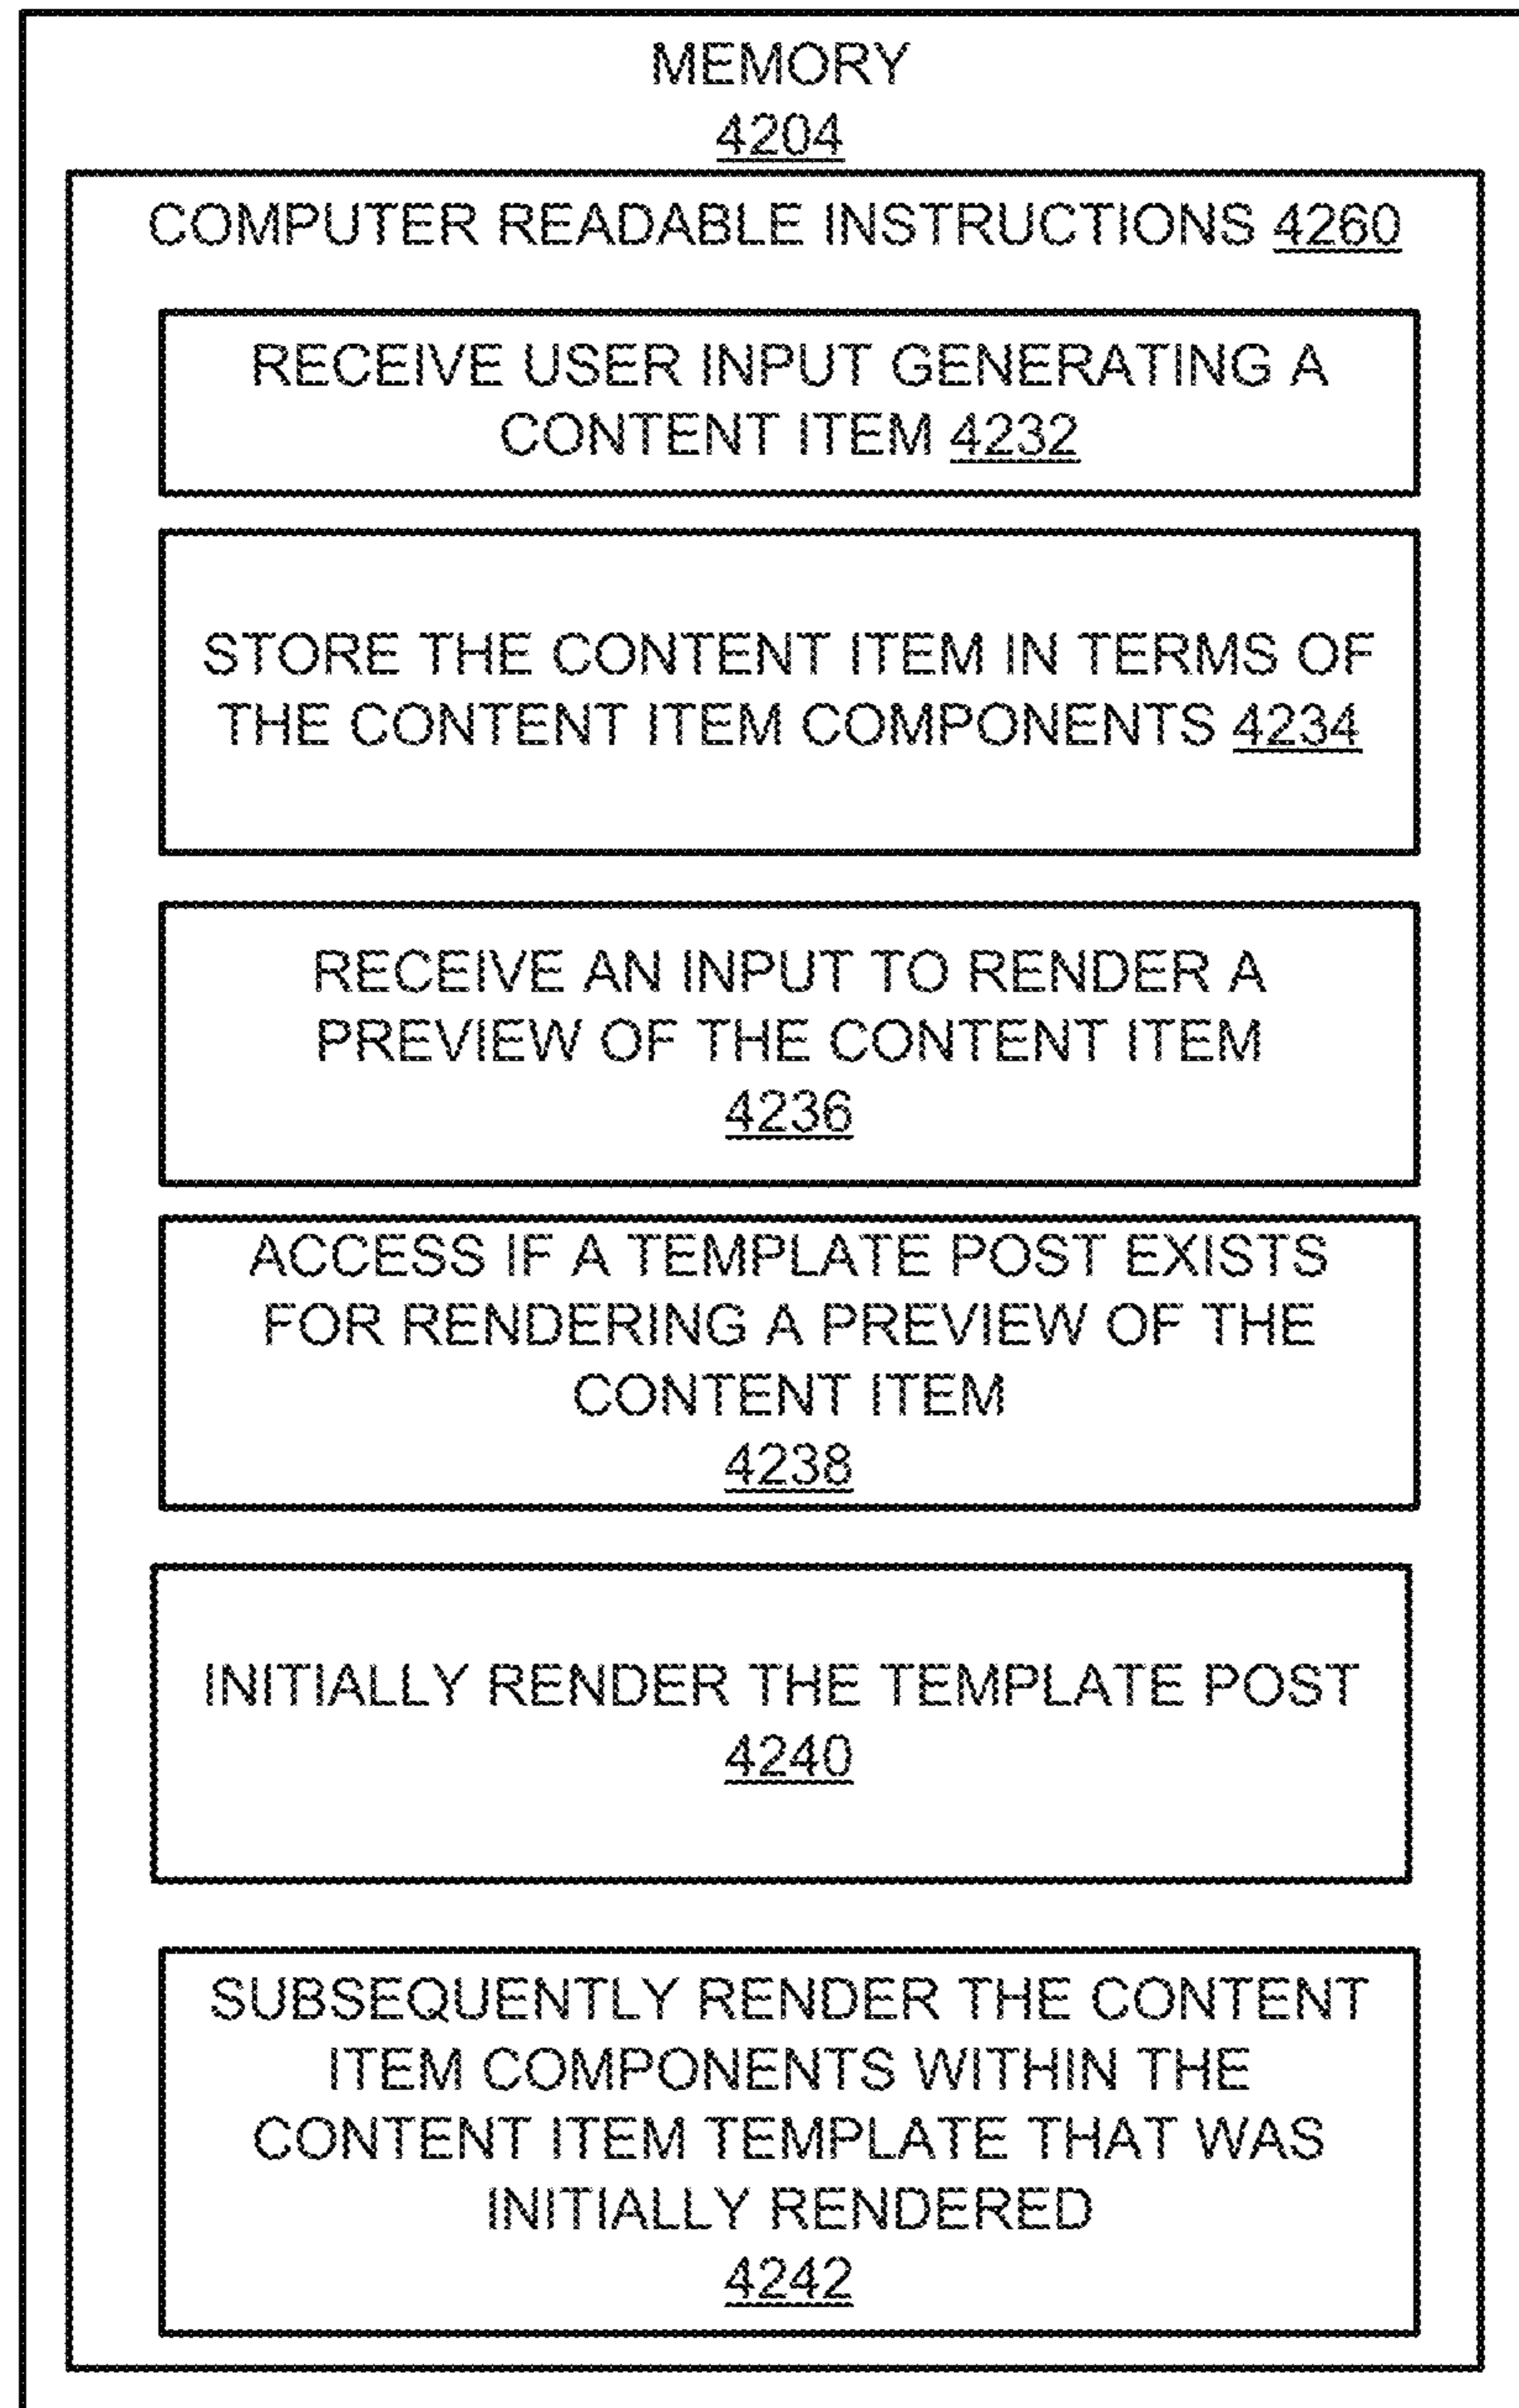 MEMORY
4204
COMPUTER READABLE INSTRUCTIONS 4260
RECEIVE USER INPUT GENERATING A
CONTENT ITEM 4232
STORE THE CONTENT ITEM IN TERMS OF
THE CONTENT ITEM COMPONENTS 4234
RECEIVE AN INPUT TO RENDER A
PREVIEW OF THE CONTENT ITEM
4236
ACCESS IF A TEMPLATE POST EXISTS
FOR RENDERING A PREVIEW OF THE
CONTENT ITEM
4238
INITIALLY RENDER THE TEMPLATE POST
4240
SUBSEQUENTLY RENDER THE CONTENT
ITEM COMPONENTS WITHIN THE
CONTENT ITEM TEMPLATE THAT WAS
INITIALLY RENDERED
4242